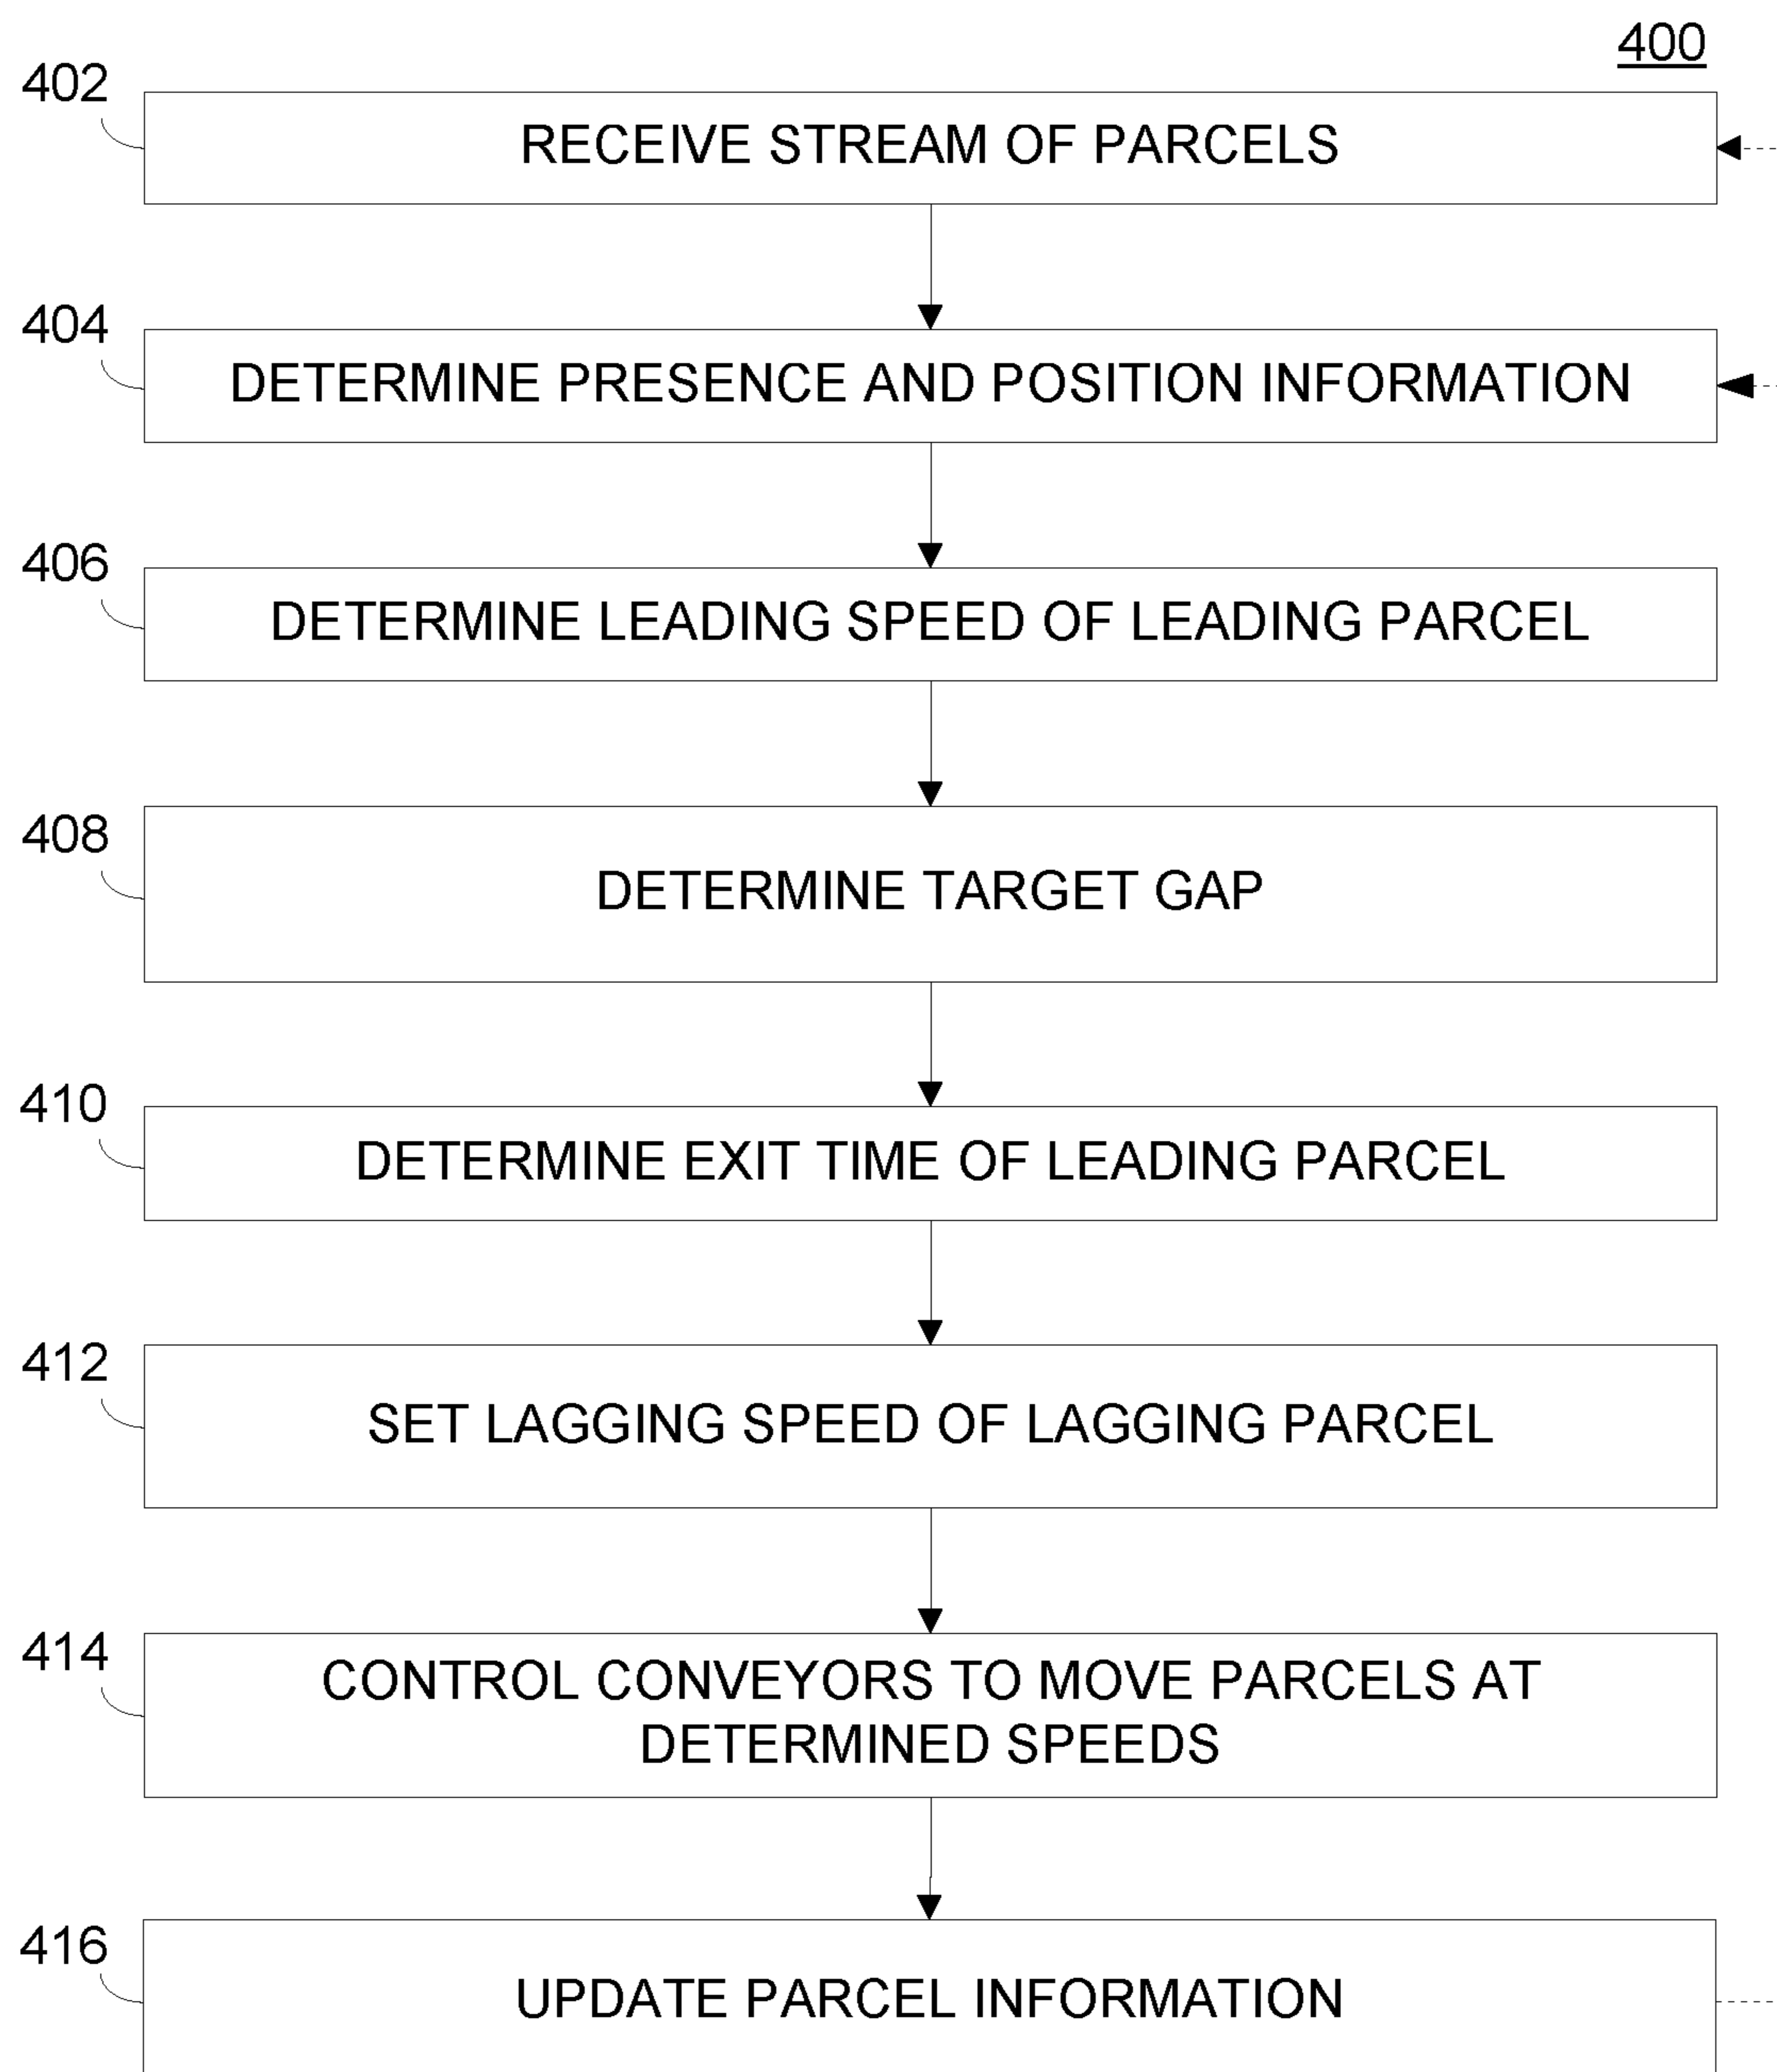 400
402
RECEIVE STREAM OF PARCELS
404
DETERMINE PRESENCE AND POSITION INFORMATION
406
DETERMINE LEADING SPEED OF LEADING PARCEL
408
DETERMINE TARGET GAP
410
DETERMINE EXIT TIME OF LEADING PARCEL
412
SET LAGGING SPEED OF LAGGING PARCEL
414
CONTROL CONVEYORS TO MOVE PARCELS AT
DETERMINED SPEEDS
416
UPDATE PARCEL INFORMATION